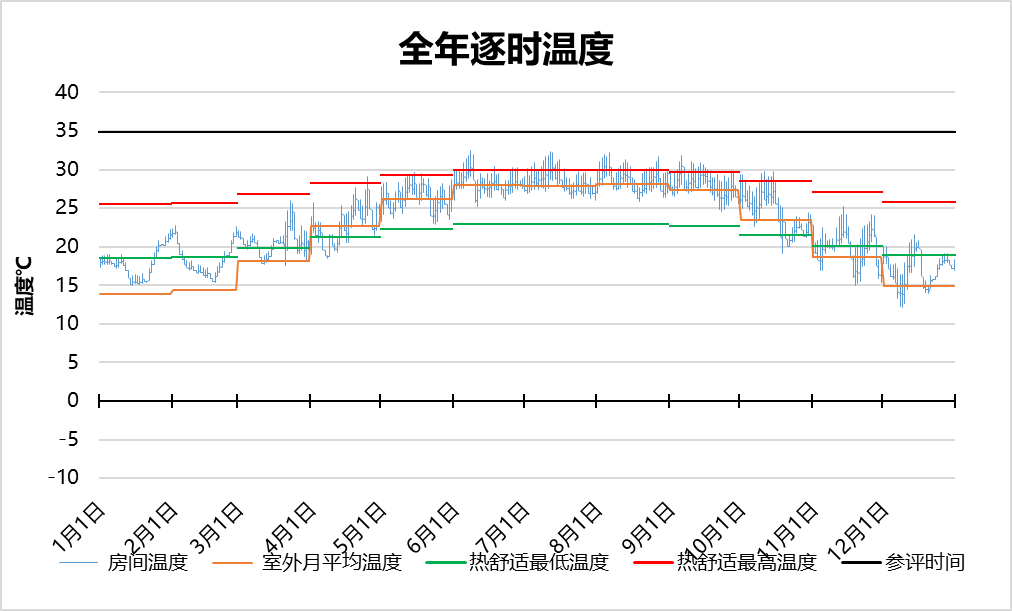 全年逐时温度
40
35
30
25
20
15
10
5
0
-5
-10
温度℃
1月1日
2月1日
3月1日
4月1日
5月1日
6月1日
7月1日
8月1日
9月1日
10月1日
11月1日
12月1日
房间温度
室外月平均温度
热舒适最低温度
热舒适最高温度
参评时间